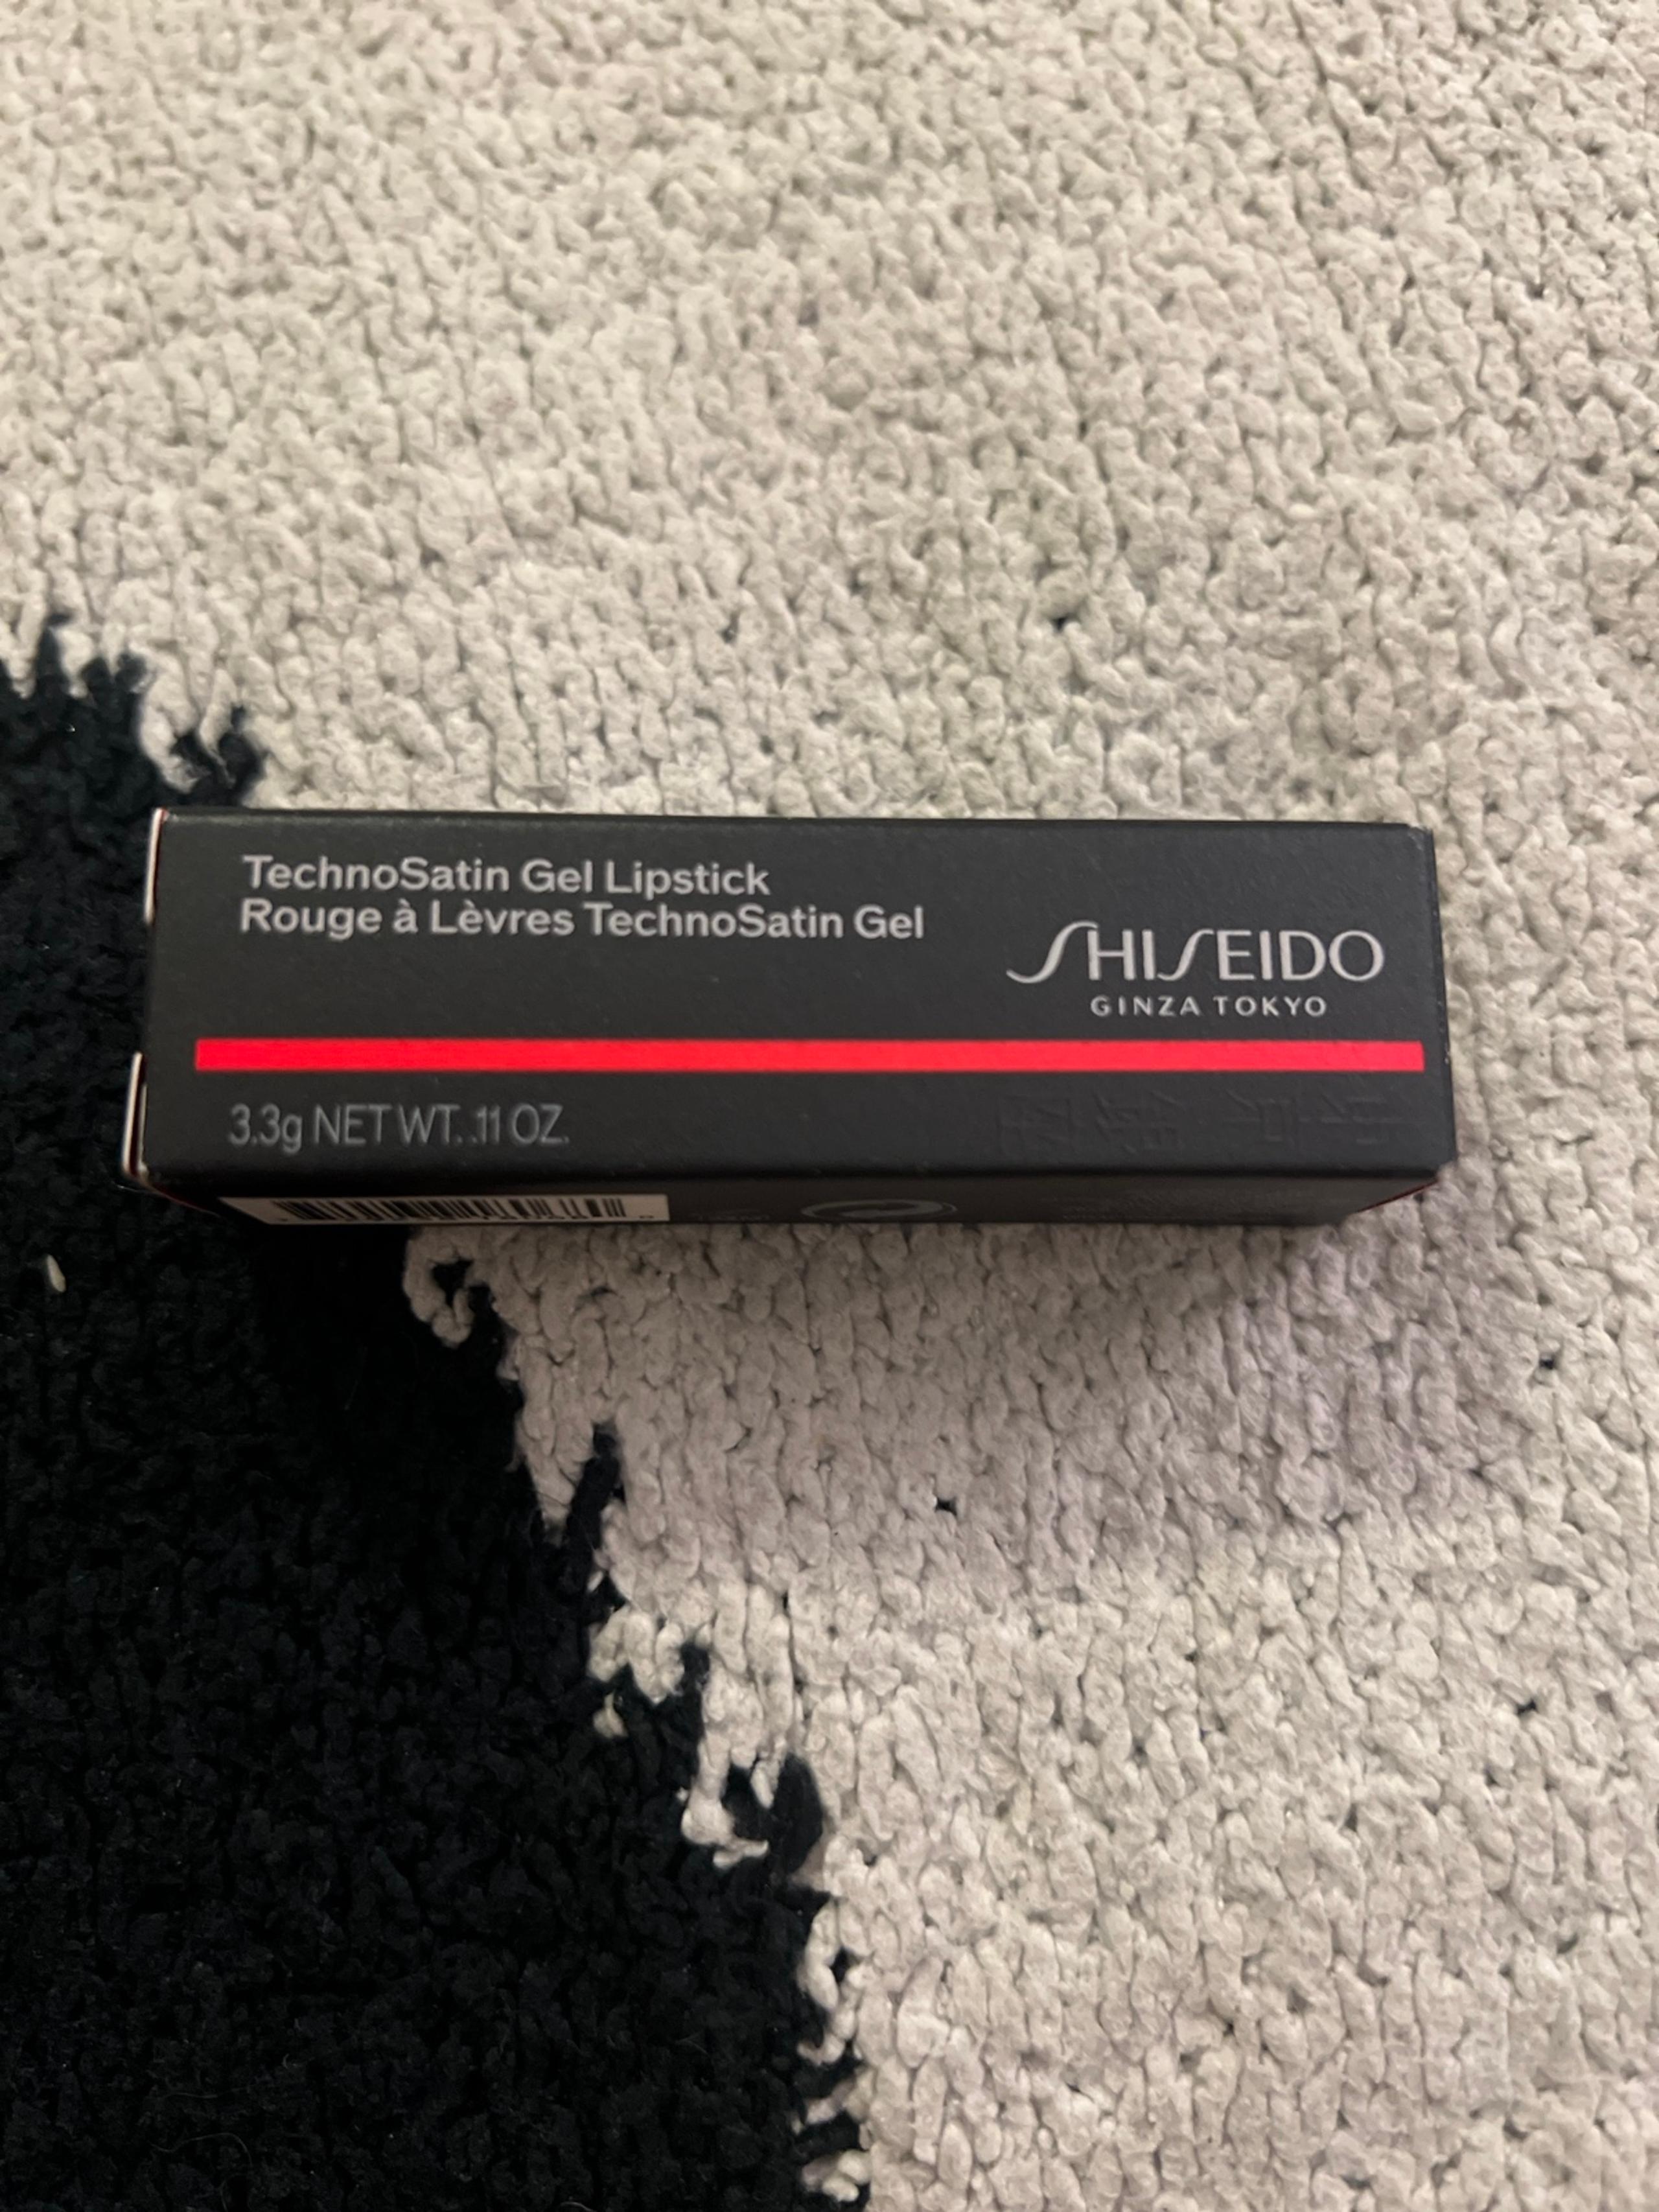 TechnoSatin Gel Lipstick
Rouge à Lèvres TechnoSatin Gel
SHISEIDO
GINZA TOKYO
3.3g NET WT. .11 OZ.